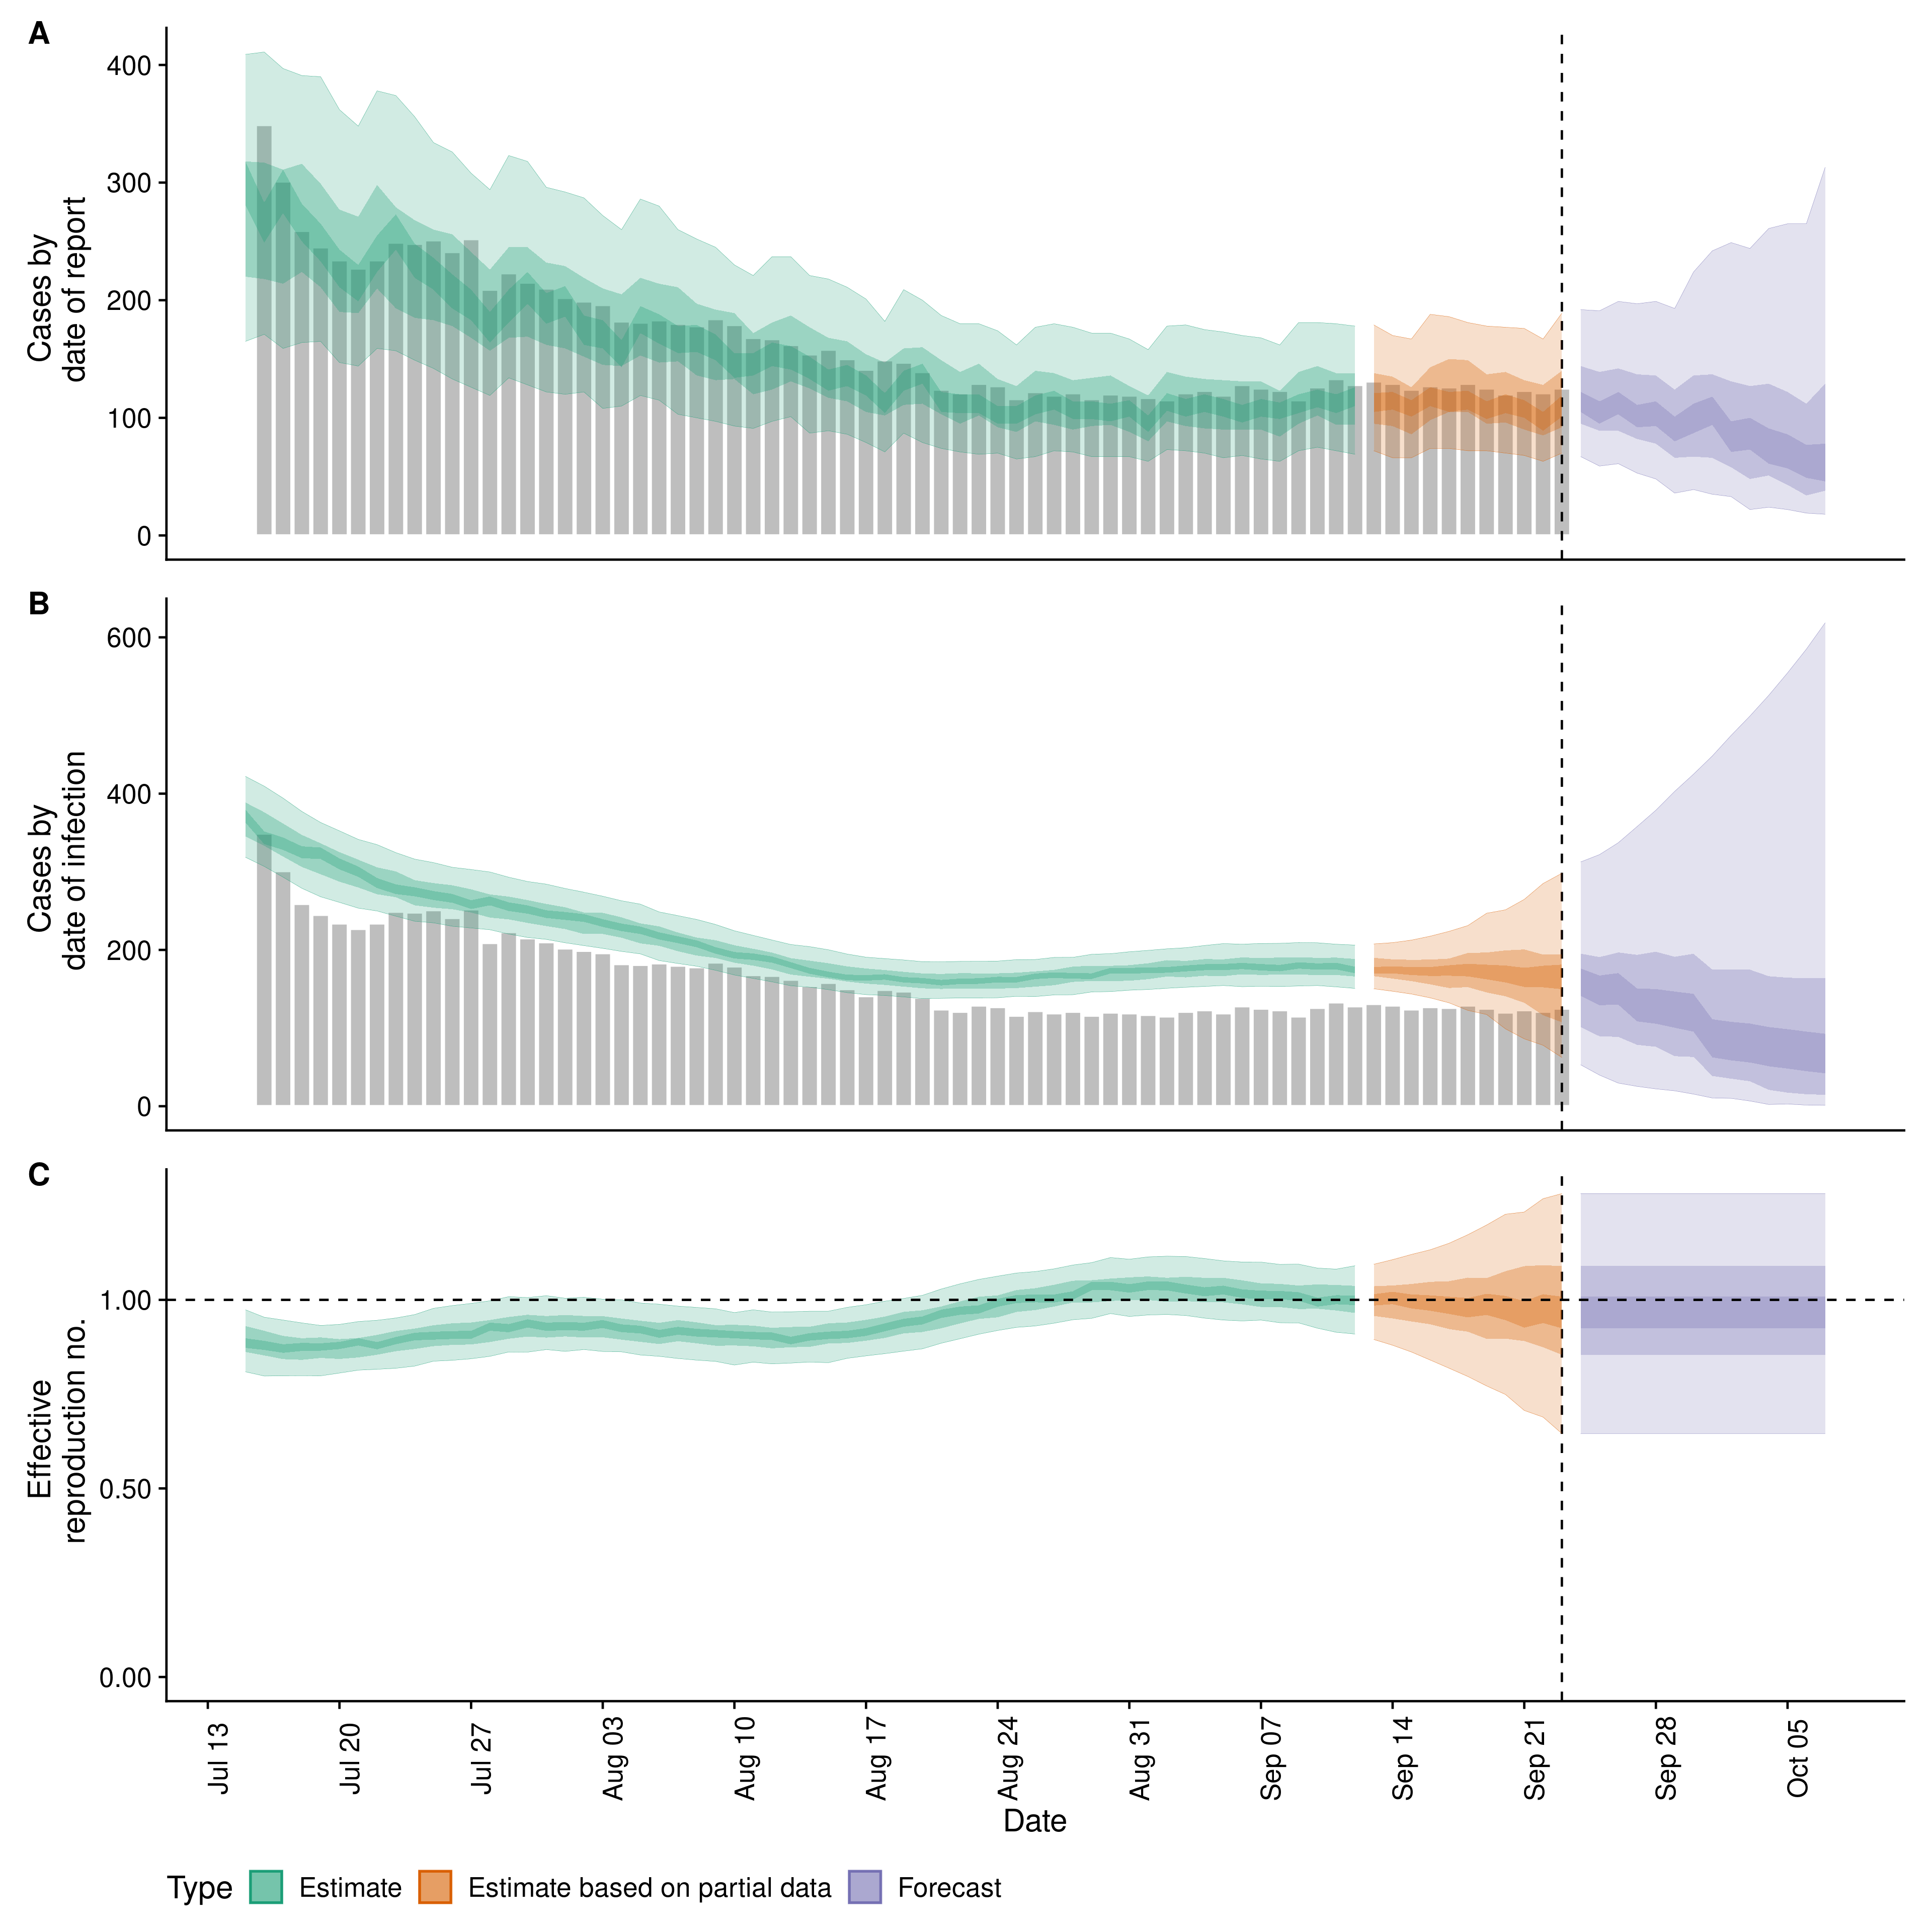 A
400
300
200
100
0
Cases by
date of report
B
600
400
200
0
Cases by
date of infection
C
1.00
0.50
0.00
Effective
reproduction no.
Jul 13
Jul 20
Jul 27
Aug 03
Aug 10
Aug 17
Aug 24
Aug 31
Sep 07
Sep 14
Sep 21
Sep 28
Oct 05
Date
Type Estimate Estimate based on partial data Forecast